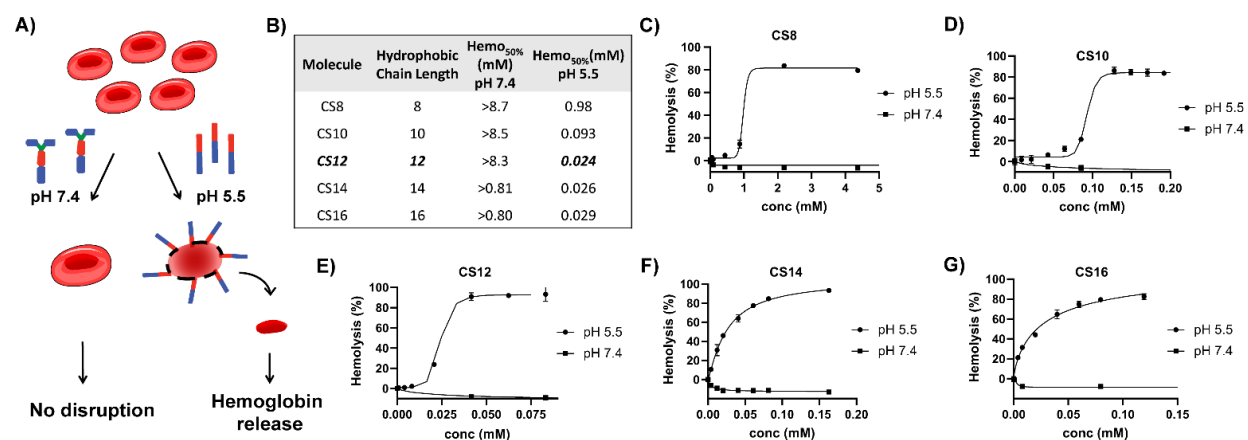 A)
pH 7.4
pH 5.5
No disruption
Hemoglobin
release
B)
Molecule
Hydrophobic
Chain Length
Hemo50%
(mM)
pH 7.4
Hemo50%(mM)
pH 5.5
CS8 8 >8.7 0.98
CS10 10 >8.5 0.093
CS12 12 >8.3 0.024
CS14 14 >0.81 0.026
CS16 16 >0.80 0.029
C)
CS8
Hemolysis (%)
100
80
60
40
20
0
0 1 2 3 4 5
conc (mM)
pH 5.5
pH 7.4
D)
CS10
Hemolysis (%)
100
80
60
40
20
0
0.00 0.05 0.10 0.15 0.20
conc (mM)
pH 5.5
pH 7.4
E)
CS12
Hemolysis (%)
100
80
60
40
20
0
0.000 0.025 0.050 0.075
conc (mM)
pH 5.5
pH 7.4
F)
CS14
Hemolysis (%)
100
80
60
40
20
0
0.00 0.05 0.10 0.15 0.20
conc (mM)
pH 5.5
pH 7.4
G)
CS16
Hemolysis (%)
100
80
60
40
20
0
0.00 0.05 0.10 0.15
conc (mM)
pH 5.5
pH 7.4